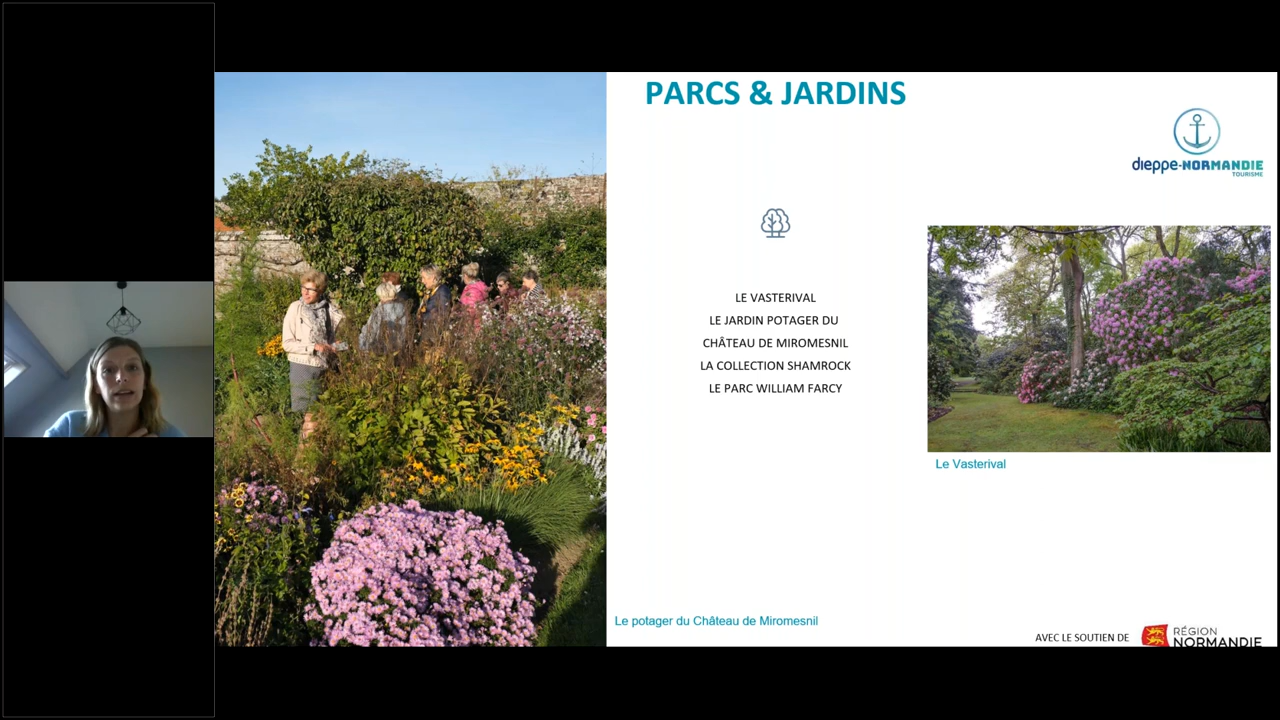 PARCS & JARDINS
dieppe-NORMANDIE
TOURISME
LE VASTERIVAL
LE JARDIN POTAGER DU
CHÂTEAU DE MIROMESNIL
LA COLLECTION SHAMROCK
LE PARC WILLIAM FARCY
Le Vasterival
Le potager du Château de Miromesnil
AVEC LE SOUTIEN DE
RÉGION
NORMANDIE